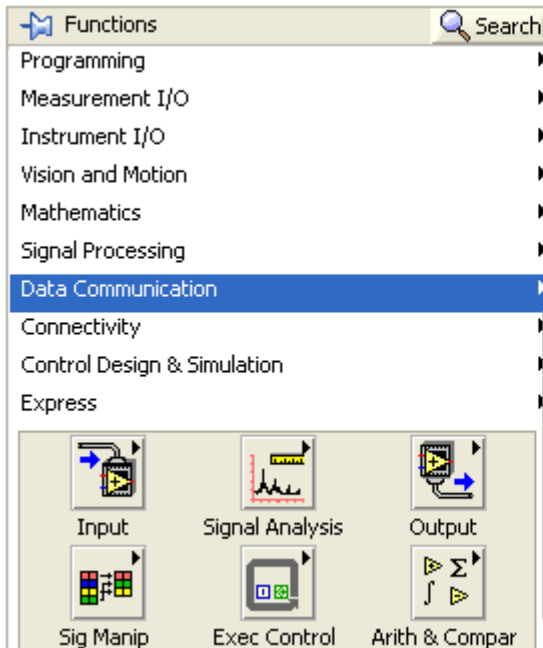 Functions Search
Programming
Measurement I/O
Instrument I/O
Vision and Motion
Mathematics
Signal Processing
Data Communication
Connectivity
Control Design & Simulation
Express
Input Signal Analysis Output
Sig Manip Exec Control Arith & Compar